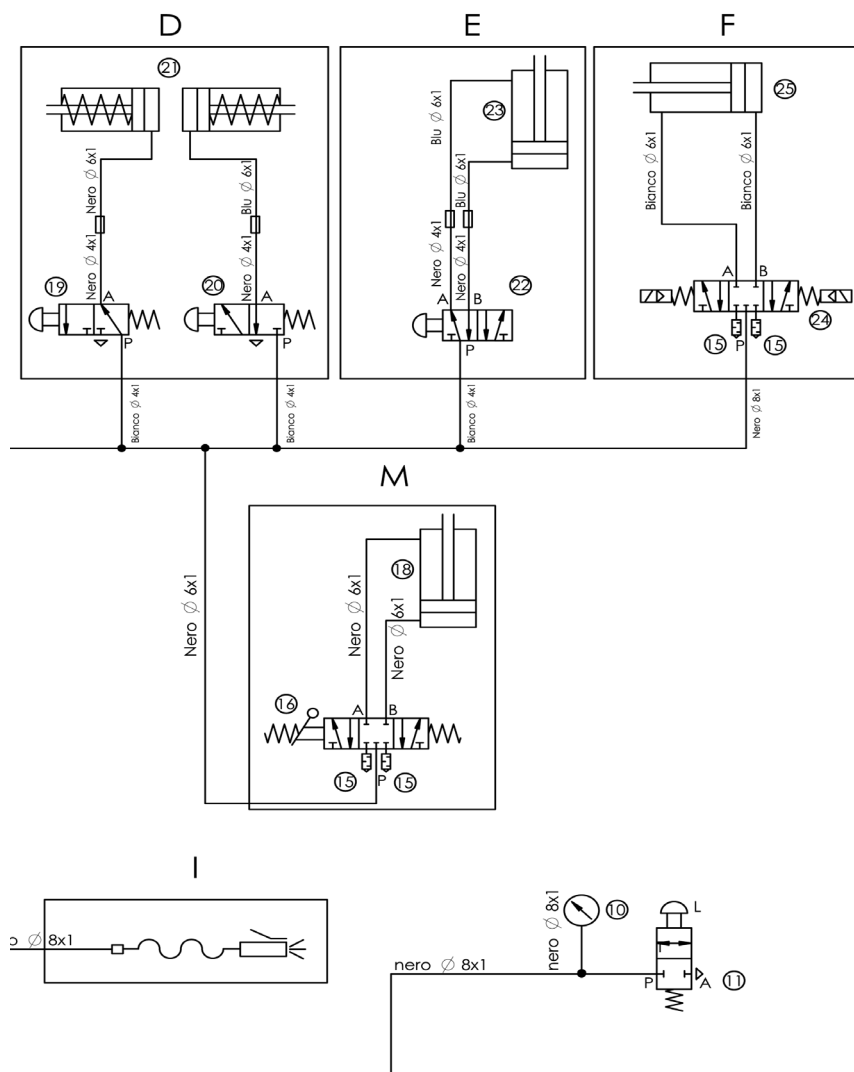 D
E
F
21
Nero Ø 6x1
Blu Ø 6x1
Nero Ø 4x1
Nero Ø 4x1
19
20
A
A
P
P
Bianco Ø 4x1
Bianco Ø 4x1
23
Blu Ø 6x1
Blu Ø 6x1
Nero Ø 4x1
Nero Ø 4x1
22
A
B
P
Bianco Ø 4x1
25
Bianco Ø 6x1
Bianco Ø 6x1
A
B
24
15
P
15
Nero Ø 8x1
M
Nero Ø 6x1
18
Nero Ø 6x1
Nero Ø 6x1
16
A
B
15
P
15
I
o Ø 8x1
nero Ø 8x1
nero Ø 8x1
10
L
P
A
11